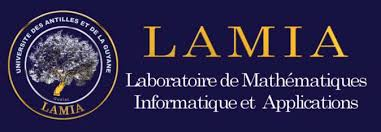 UNIVERSITÉ DES ANTILLES ET DE LA GUYANE
LAMIA
LAMIA
Laboratoire de Mathématiques
Informatique et Applications